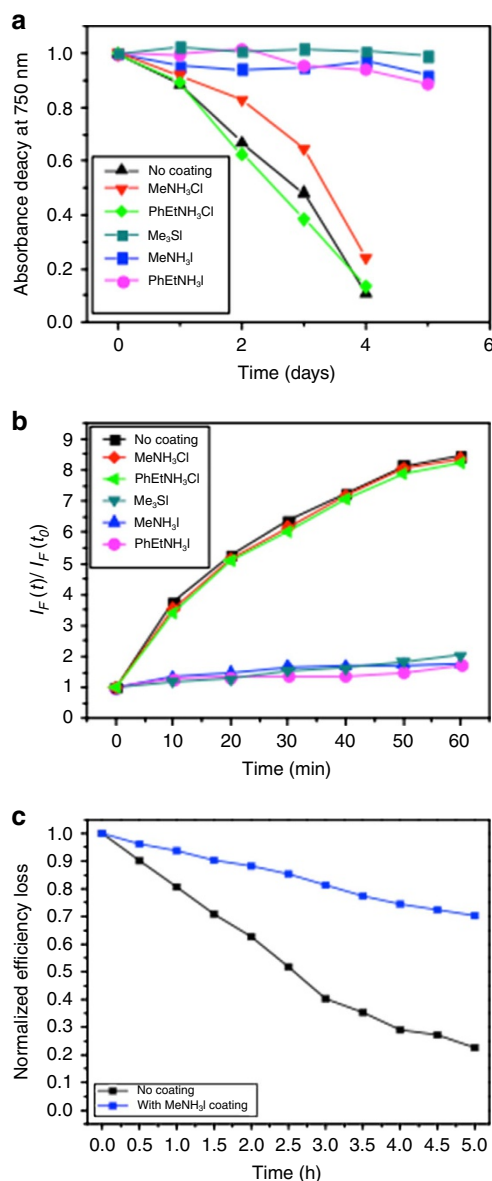 a
Absorbance deacy at 750 nm
1.0
0.8
0.6
0.4
0.2
0.0
No coating
MeNH₃Cl
PhEtNH₃Cl
Me₃SI
MeNH₃I
PhEtNH₃I
0 2 4 6
Time (days)
b
I_F (t)/ I_F (t₀)
9
8
7
6
5
4
3
2
1
0
No coating
MeNH₃Cl
PhEtNH₃Cl
Me₃SI
MeNH₃I
PhEtNH₃I
0 10 20 30 40 50 60
Time (min)
c
Normalized efficiency loss
1.0
0.9
0.8
0.7
0.6
0.5
0.4
0.3
0.2
0.1
0.0
No coating
With MeNH₃I coating
0.0 0.5 1.0 1.5 2.0 2.5 3.0 3.5 4.0 4.5 5.0
Time (h)